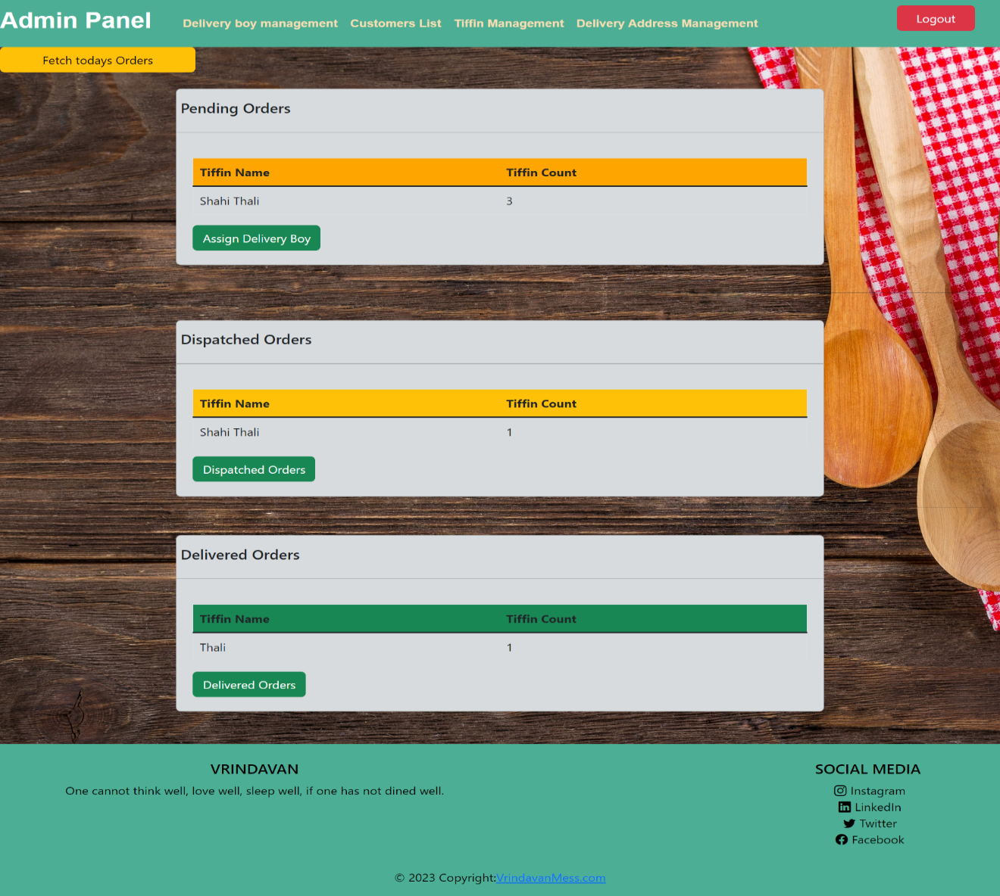 Admin Panel
Delivery boy management Customers List Tiffin Management Delivery Address Management
Logout
Fetch todays Orders
Pending Orders
Tiffin Name Tiffin Count
Shahi Thali 3
Assign Delivery Boy
Dispatched Orders
Tiffin Name Tiffin Count
Shahi Thali 1
Dispatched Orders
Delivered Orders
Tiffin Name Tiffin Count
Thali 1
Delivered Orders
VRINDAVAN
One cannot think well, love well, sleep well, if one has not dined well.
SOCIAL MEDIA
Instagram
LinkedIn
Twitter
Facebook
© 2023 Copyright:VrindavanMess.com